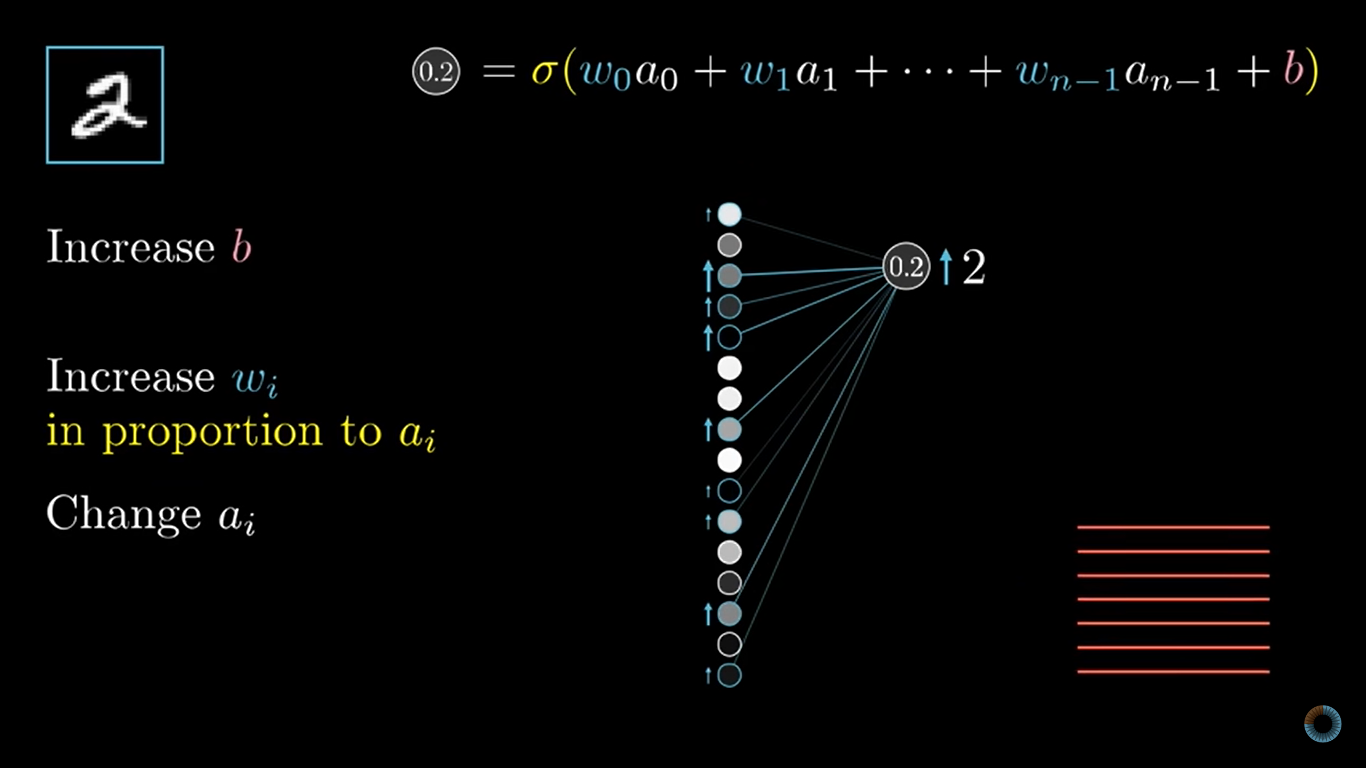 2
0.2 = σ(w₀a₀ + w₁a₁ + ⋯ + wₙ₋₁aₙ₋₁ + b)
Increase b
0.2 2
Increase wᵢ
in proportion to aᵢ
Change aᵢ